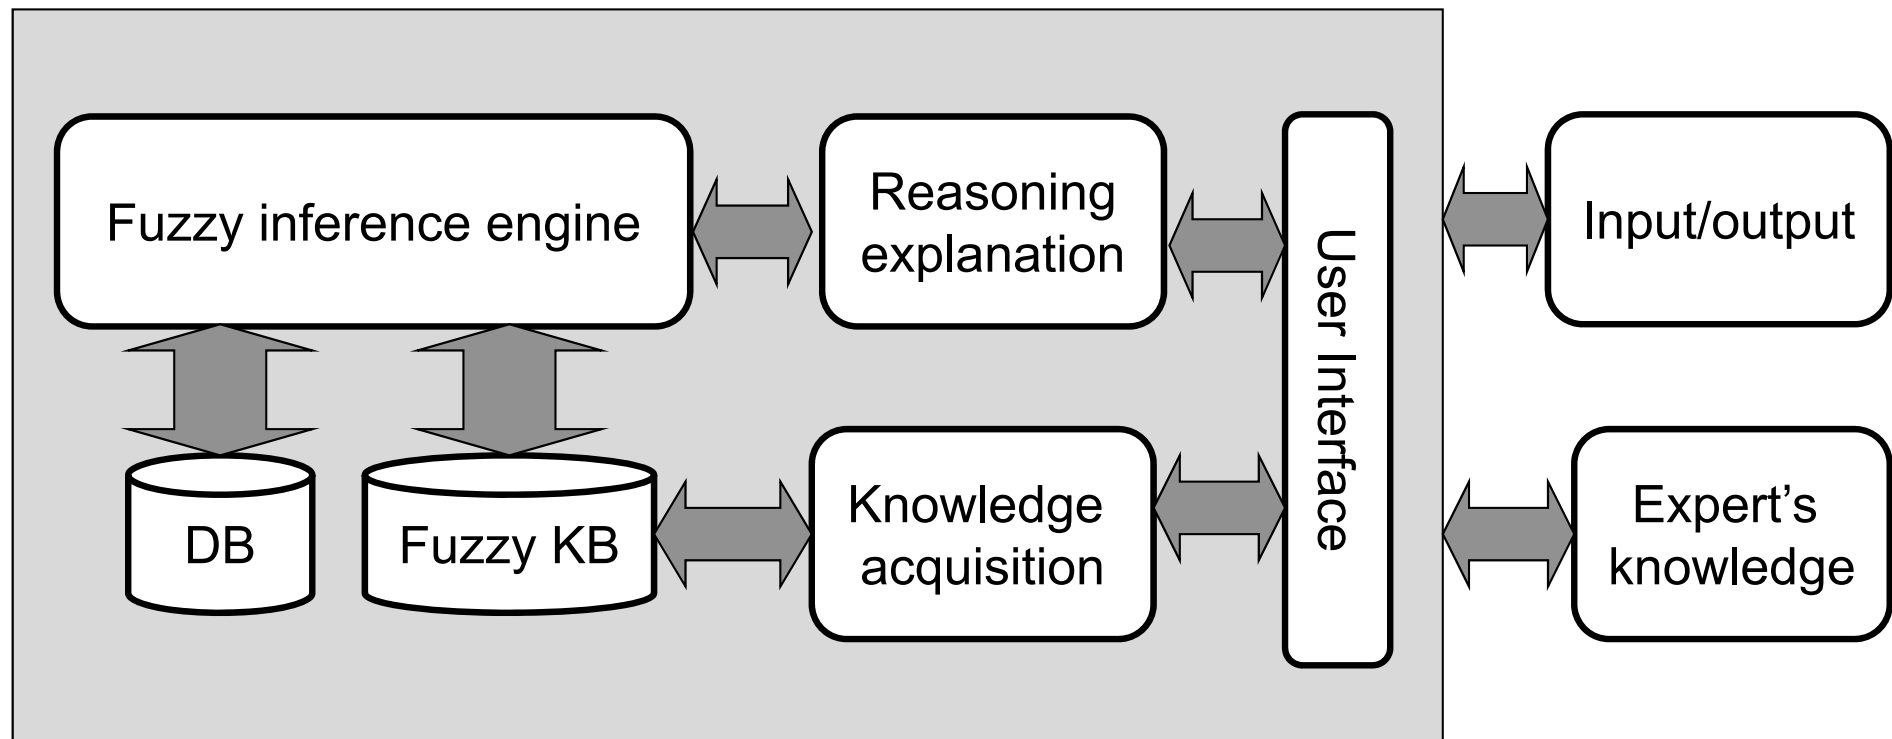 Fuzzy inference engine
Reasoning
explanation
User Interface
Input/output
DB
Fuzzy KB
Knowledge
acquisition
Expert’s
knowledge